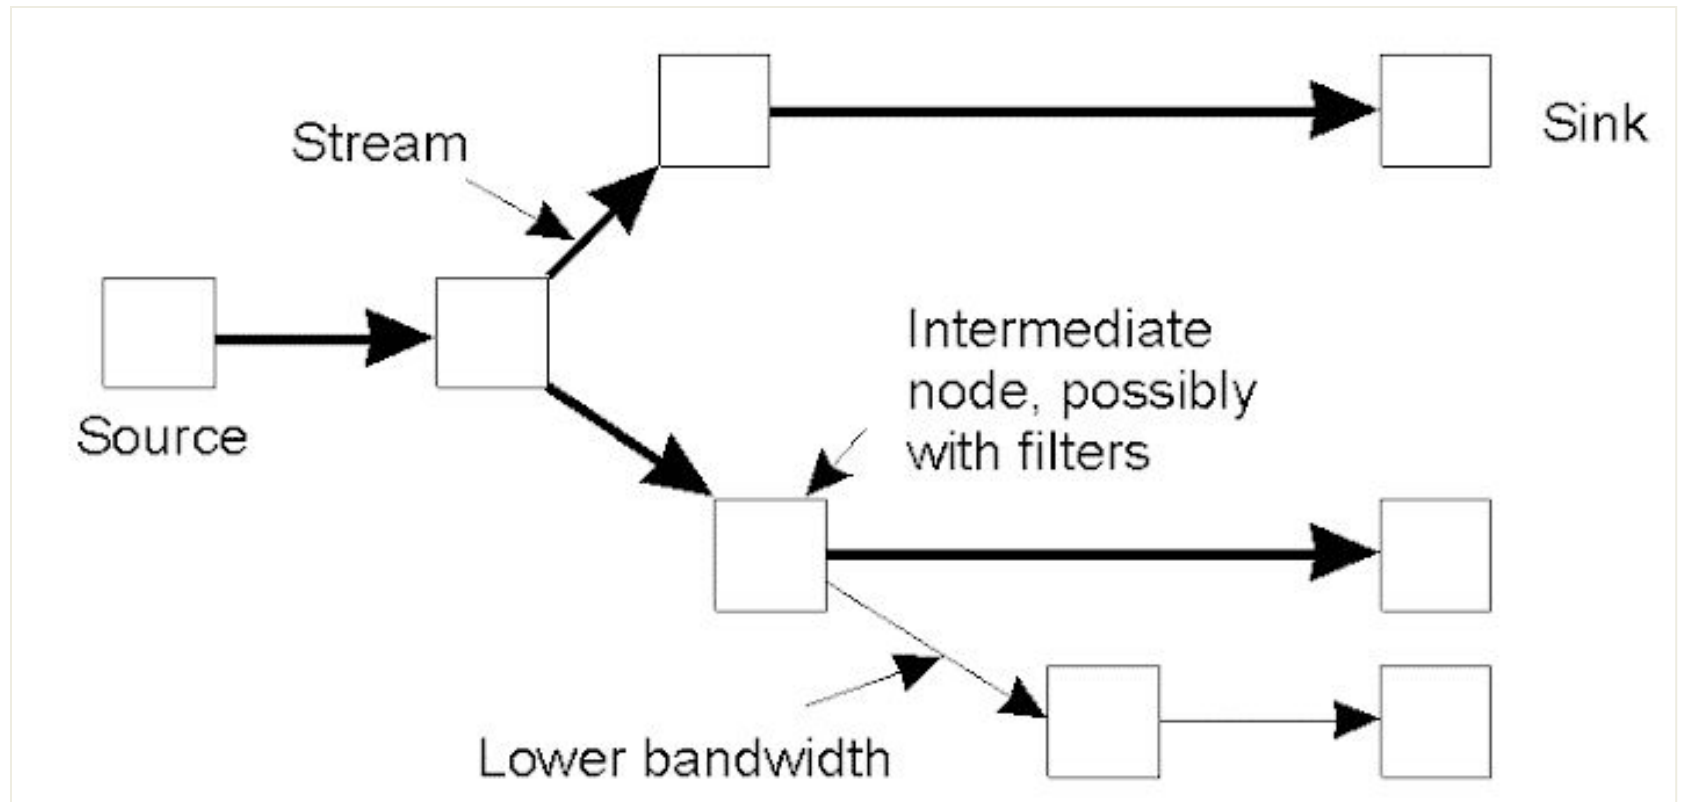 Stream
Sink
Source
Intermediate
node, possibly
with filters
Lower bandwidth